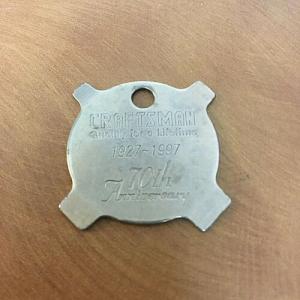 CRAFTSMAN
Quality for a Lifetime
1927-1997
70th
Anniversary